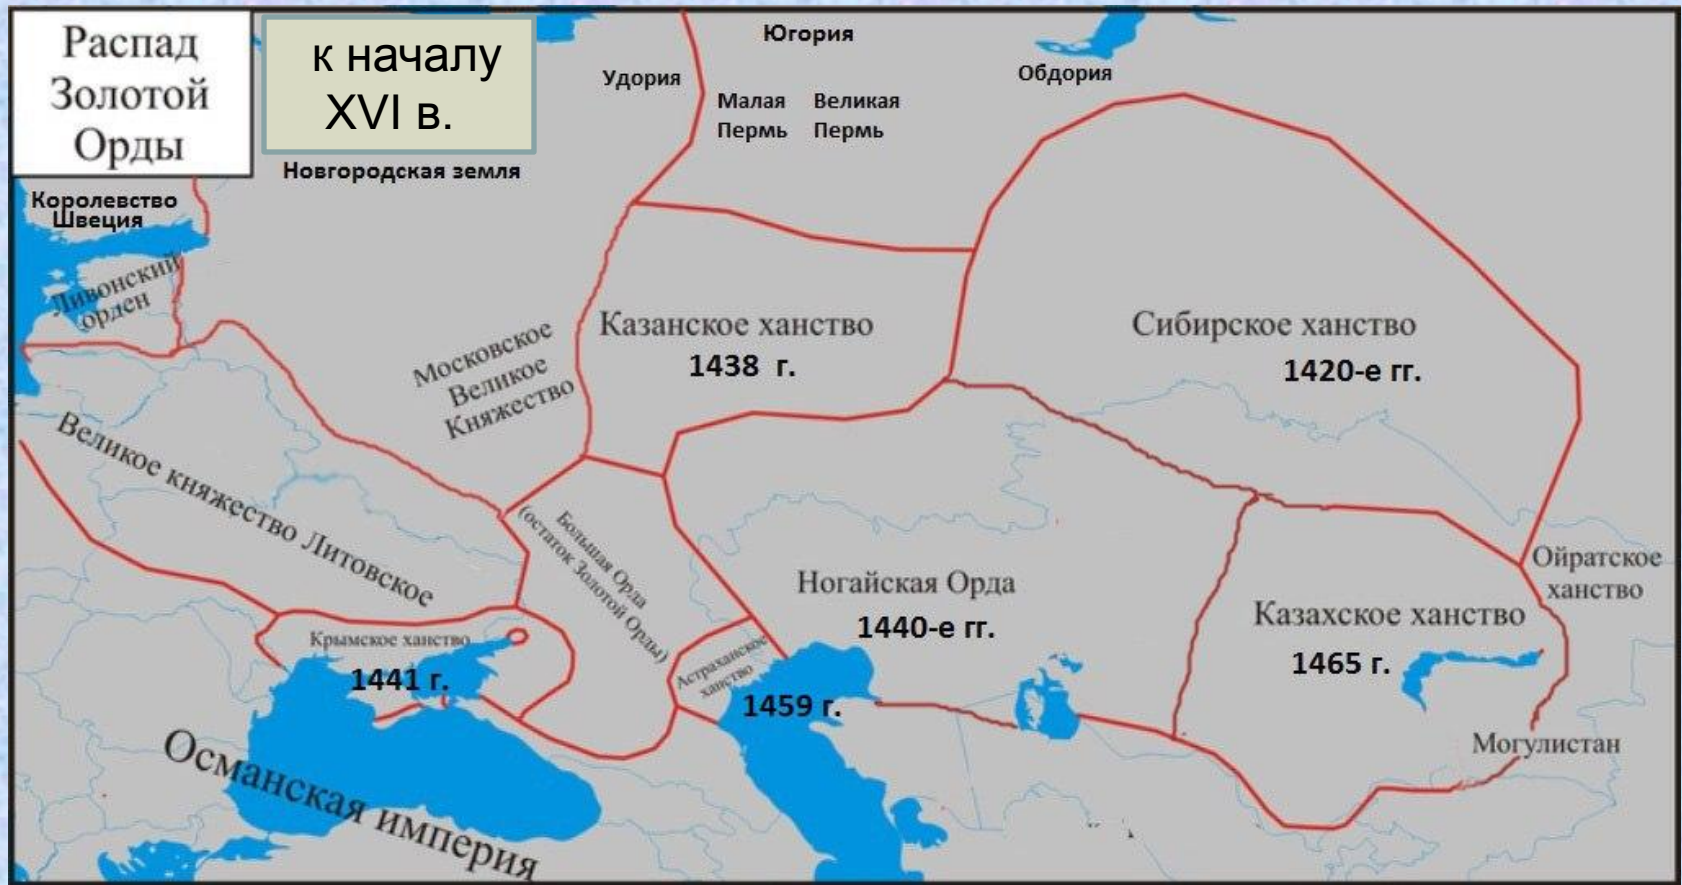 Распад
Золотой
Орды
к началу
XVI в.
Югория
Удория
Обдория
Малая Великая
Пермь Пермь
Новгородская земля
Королевство
Швеция
Ливонский
орден
Московское
Великое
Княжество
Казанское ханство
1438 г.
Сибирское ханство
1420-е гг.
Великое княжество Литовское
Большая Орда
(остаток Золотой Орды)
Ногайская Орда
1440-е гг.
Казахское ханство
1465 г.
Ойратское
ханство
Крымское ханство
1441 г.
Астраханское
ханство
1459 г.
Могулистан
Османская империя